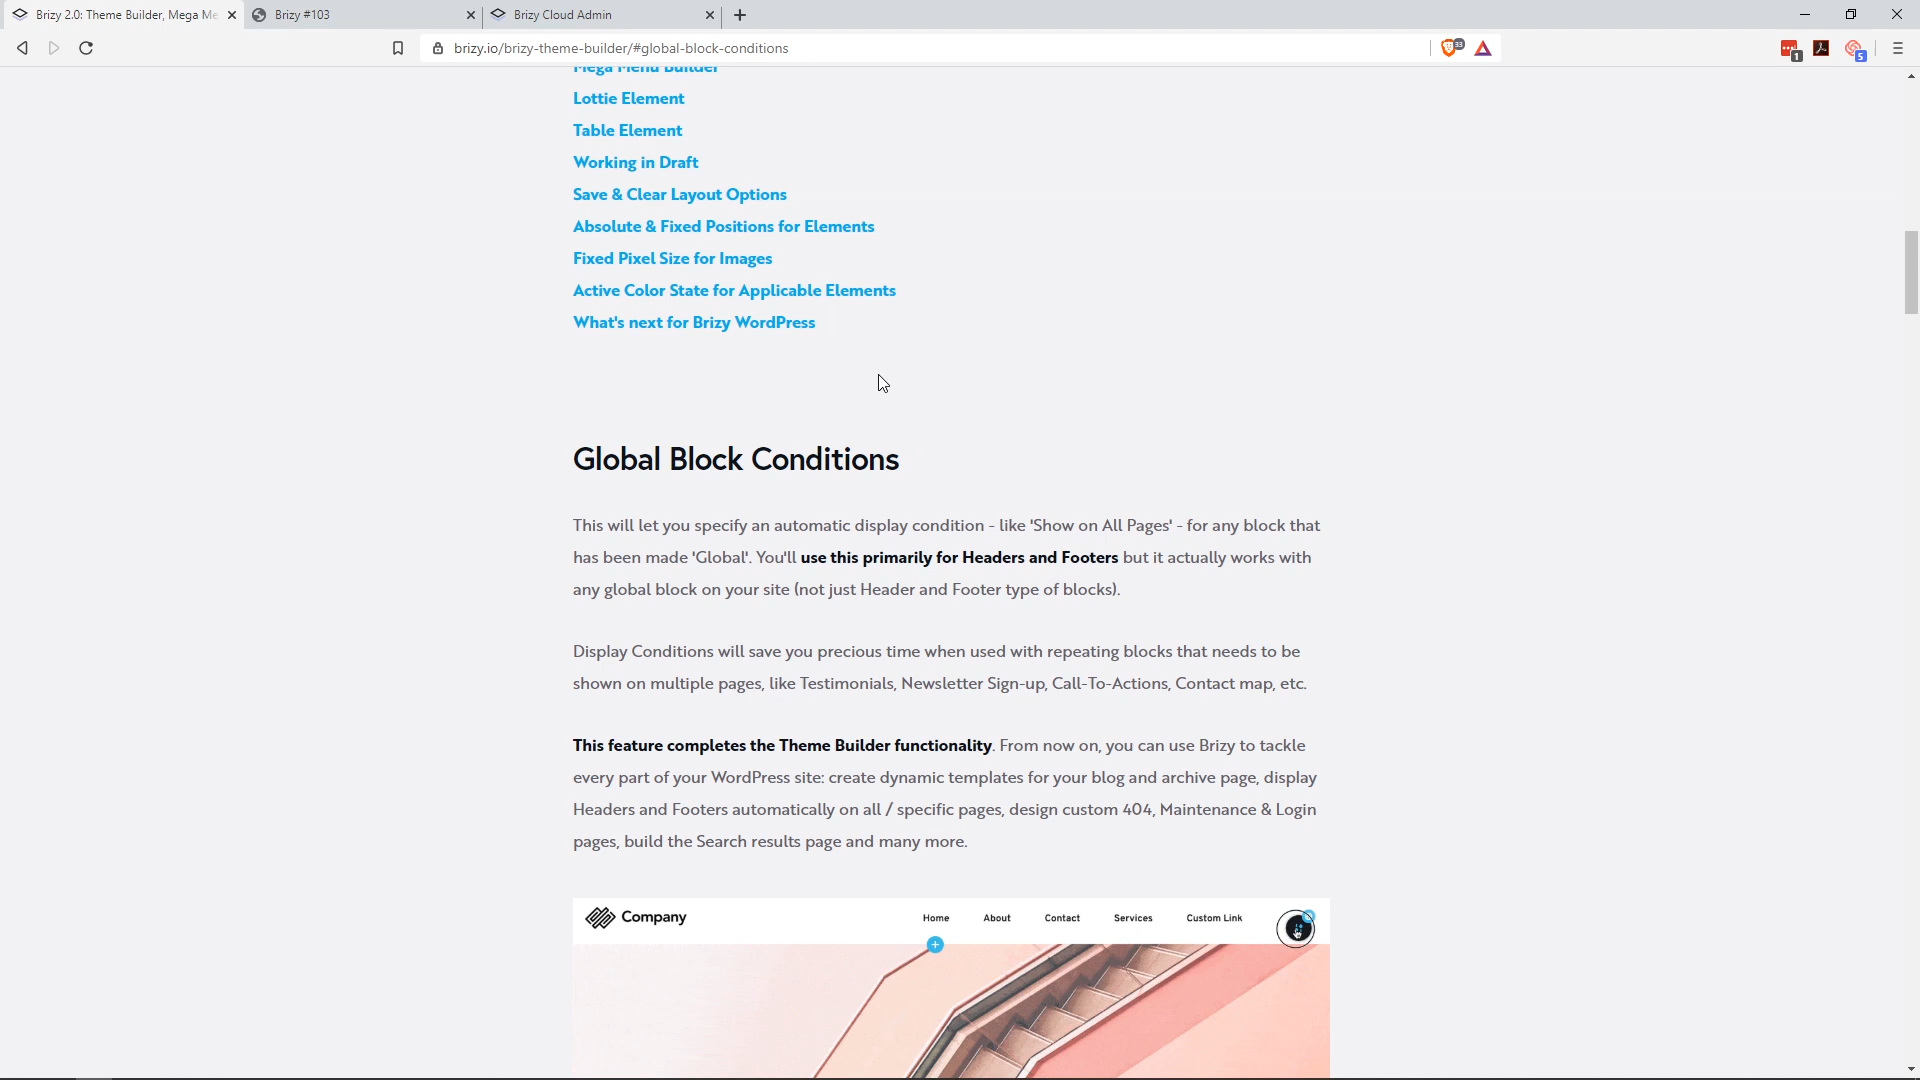 Brizy 2.0: Theme Builder, Mega Me
Brizy #103
Brizy Cloud Admin
brizy.io/brizy-theme-builder/#global-block-conditions
33
1
5
Mega Menu Builder
Lottie Element
Table Element
Working in Draft
Save & Clear Layout Options
Absolute & Fixed Positions for Elements
Fixed Pixel Size for Images
Active Color State for Applicable Elements
What's next for Brizy WordPress
Global Block Conditions
This will let you specify an automatic display condition - like 'Show on All Pages' - for any block that
has been made 'Global'. You'll use this primarily for Headers and Footers but it actually works with
any global block on your site (not just Header and Footer type of blocks).
Display Conditions will save you precious time when used with repeating blocks that needs to be
shown on multiple pages, like Testimonials, Newsletter Sign-up, Call-To-Actions, Contact map, etc.
This feature completes the Theme Builder functionality. From now on, you can use Brizy to tackle
every part of your WordPress site: create dynamic templates for your blog and archive page, display
Headers and Footers automatically on all / specific pages, design custom 404, Maintenance & Login
pages, build the Search results page and many more.
Company
Home About Contact Services Custom Link